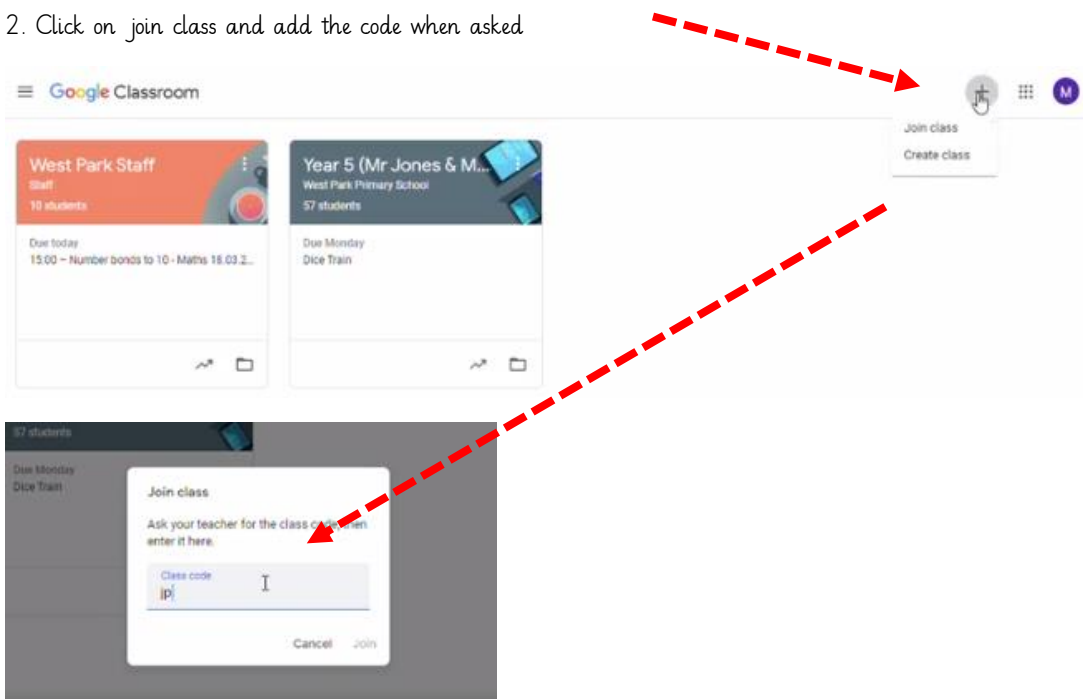 2. Click on join class and add the code when asked
Google Classroom
M
Join class
Create class
West Park Staff
Staff
10 students
Due today
15:00 – Number bonds to 10 - Maths 18.03.2...
Year 5 (Mr Jones & M...
West Park Primary School
57 students
Due Monday
Dice Train
57 students
Due Monday
Dice Train
Join class
Ask your teacher for the class code, then
enter it here.
Class code
Cancel Join